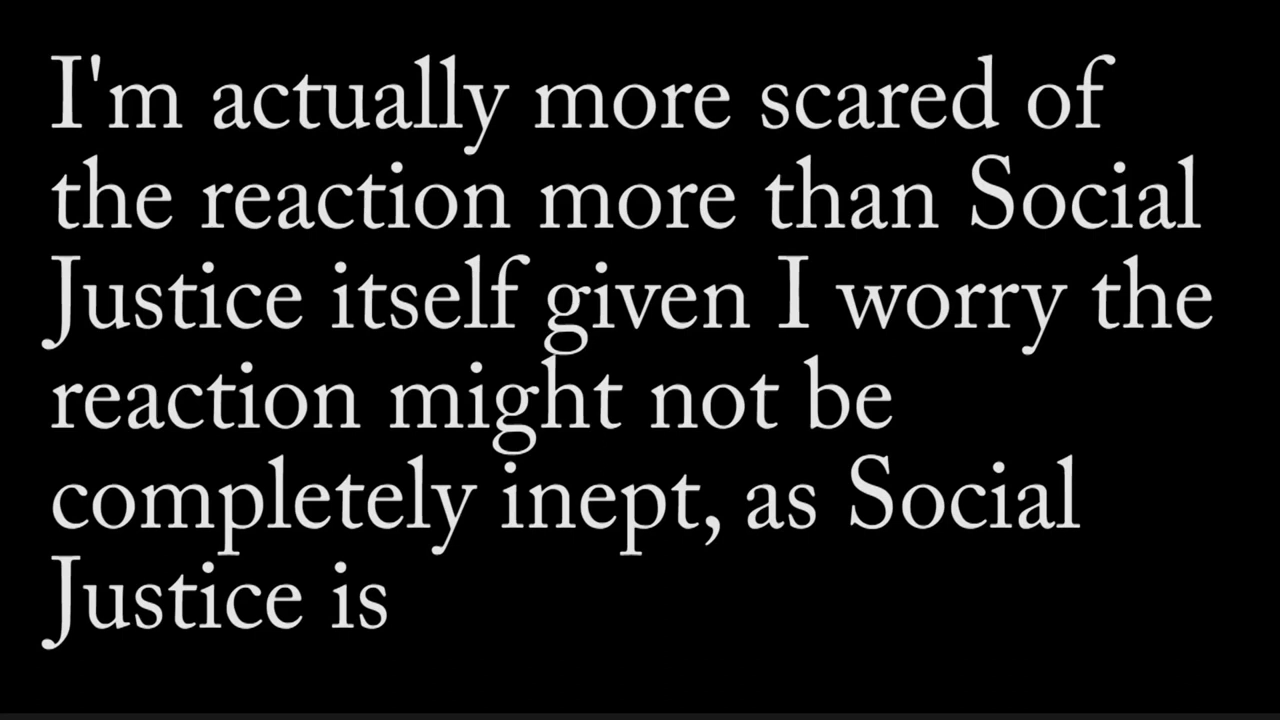 I'm actually more scared of
the reaction more than Social
Justice itself given I worry the
reaction might not be
completely inept, as Social
Justice is